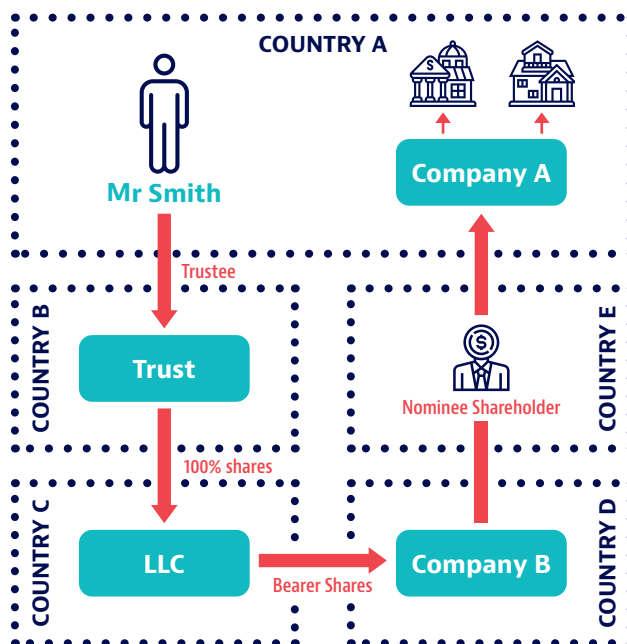 COUNTRY A
$
Mr Smith
Company A
Trustee
COUNTRY B
Trust
COUNTRY E
$
Nominee Shareholder
100% shares
COUNTRY C
LLC
Bearer Shares
Company B
COUNTRY D